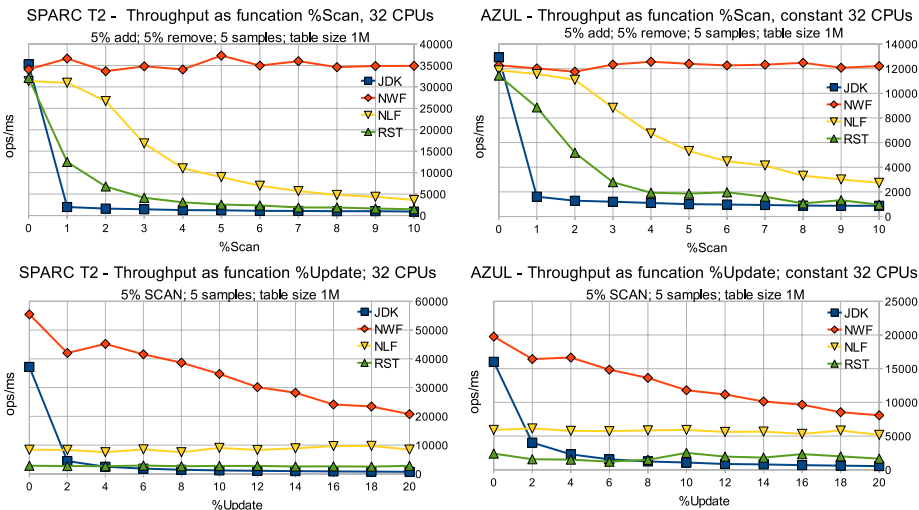 SPARC T2 - Throughput as funcation %Scan, 32 CPUs
5% add; 5% remove; 5 samples; table size 1M
40000
35000
30000
25000
20000
15000
10000
5000
0
ops/ms
JDK
NWF
NLF
RST
0 1 2 3 4 5 6 7 8 9 10
%Scan
AZUL - Throughput as funcation %Scan, constant 32 CPUs
5% add; 5% remove; 5 samples; table size 1M
14000
12000
10000
8000
6000
4000
2000
0
ops/ms
JDK
NWF
NLF
RST
0 1 2 3 4 5 6 7 8 9 10
%Scan
SPARC T2 - Throughput as funcation %Update; 32 CPUs
5% SCAN; 5 samples; table size 1M
60000
50000
40000
30000
20000
10000
0
ops/ms
JDK
NWF
NLF
RST
0 2 4 6 8 10 12 14 16 18 20
%Update
AZUL - Throughput as funcation %Update; constant 32 CPUs
5% SCAN; 5 samples; table size 1M
25000
20000
15000
10000
5000
0
ops/ms
JDK
NWF
NLF
RST
0 2 4 6 8 10 12 14 16 18 20
%Update